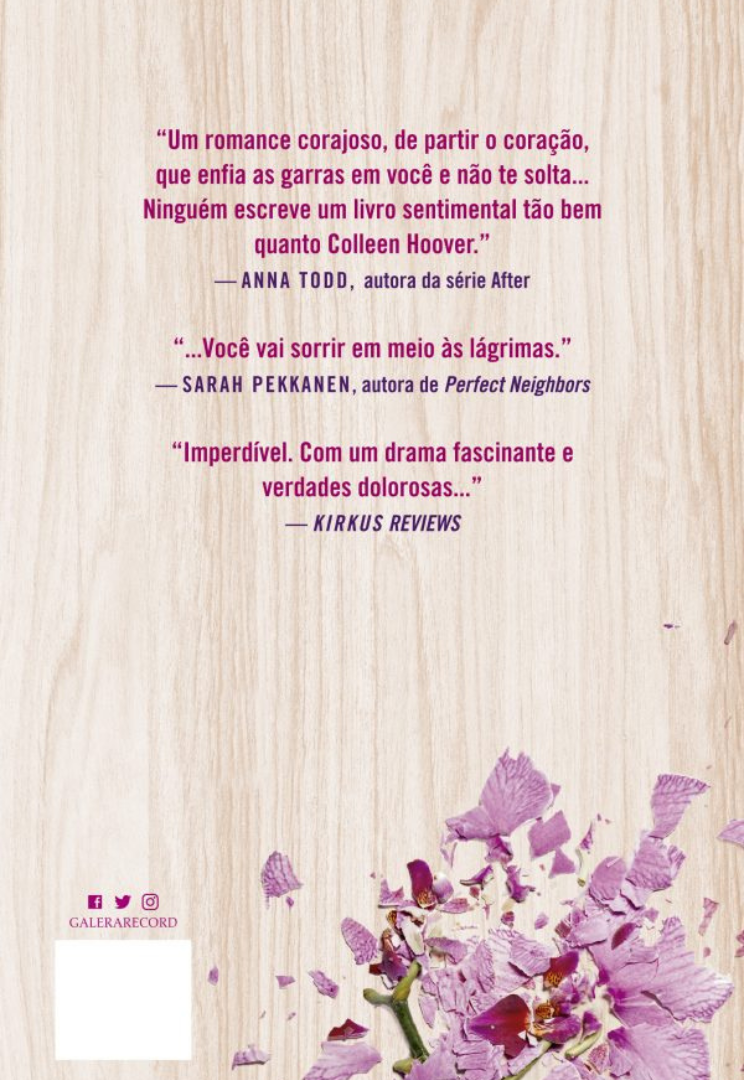 “Um romance corajoso, de partir o coração,
que enfia as garras em você e não te solta...
Ninguém escreve um livro sentimental tão bem
quanto Colleen Hoover.”
— ANNA TODD, autora da série After
“...Você vai sorrir em meio às lágrimas.”
— SARAH PEKKANEN, autora de Perfect Neighbors
“Imperdível. Com um drama fascinante e
verdades dolorosas...”
— KIRKUS REVIEWS
GALERARECORD